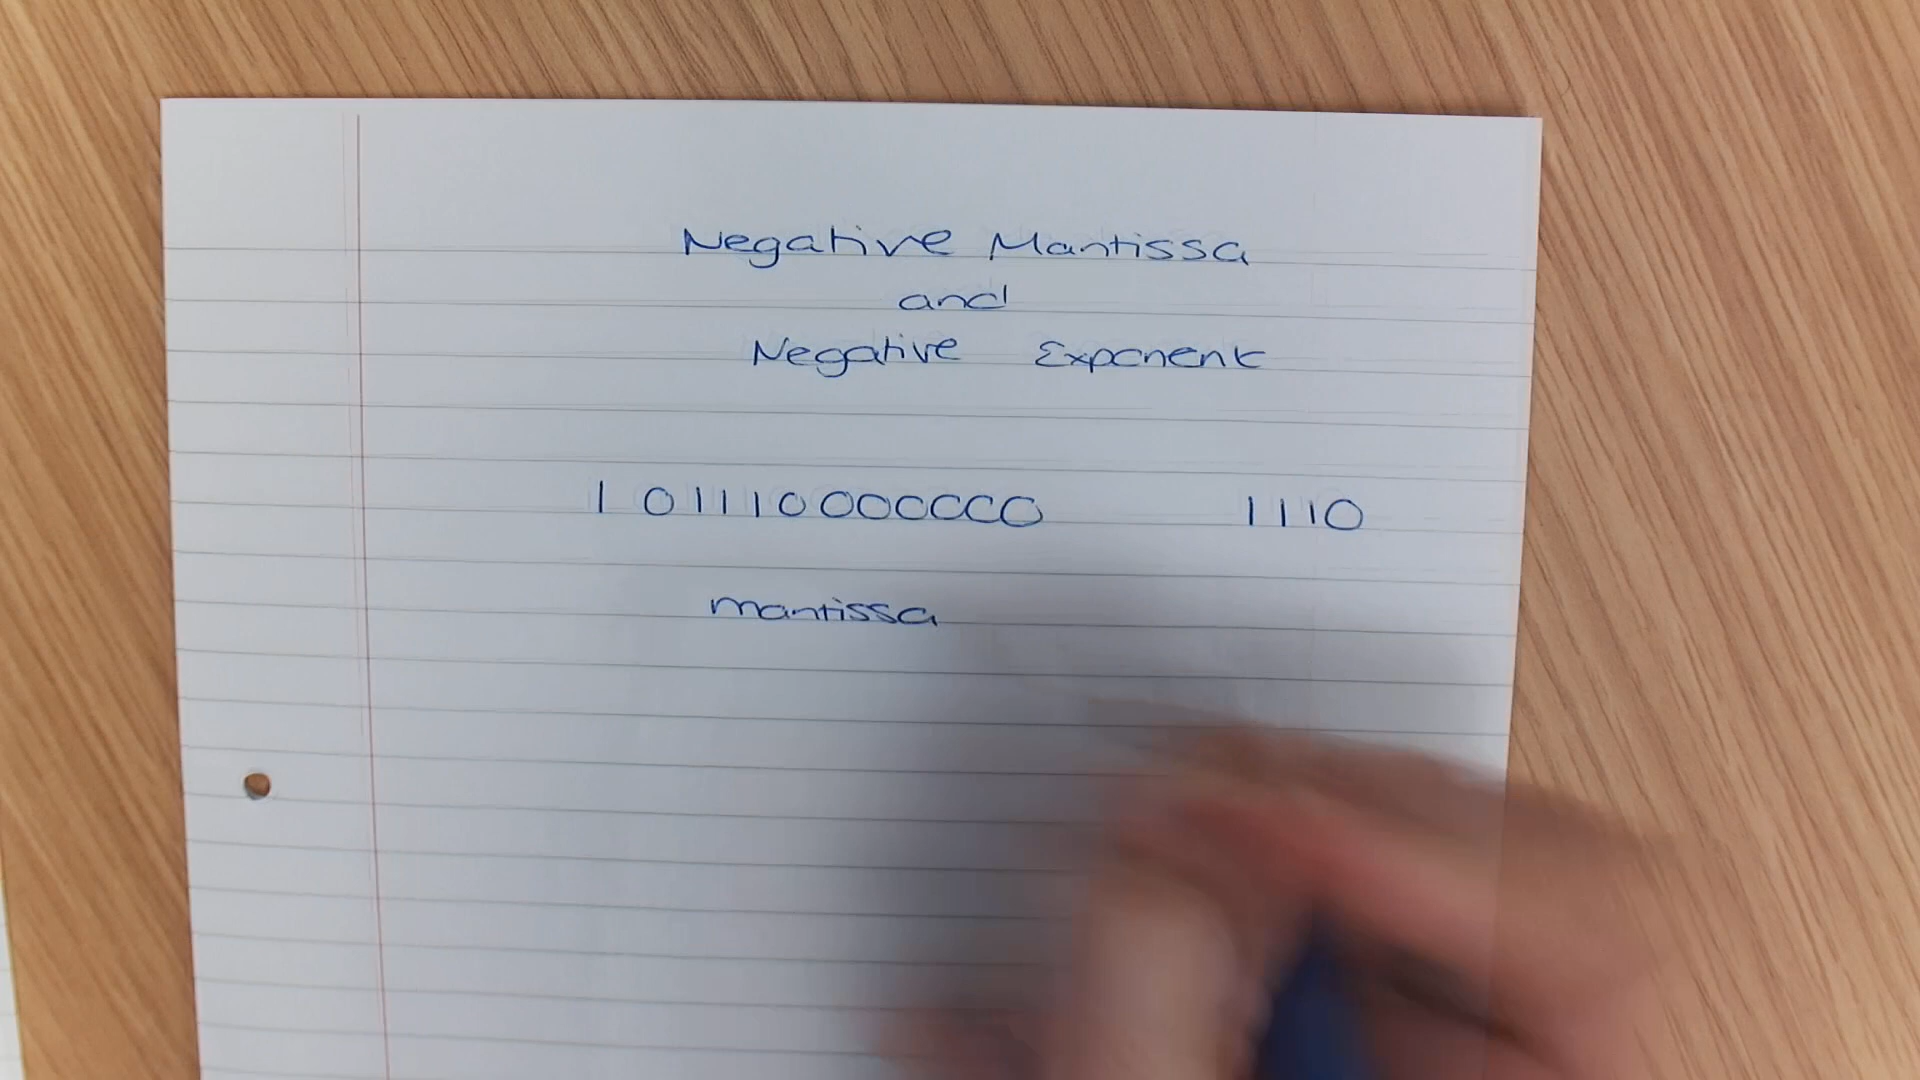 Negative Mantissa
and
Negative Exponent
1 01110000000 1110
mantissa